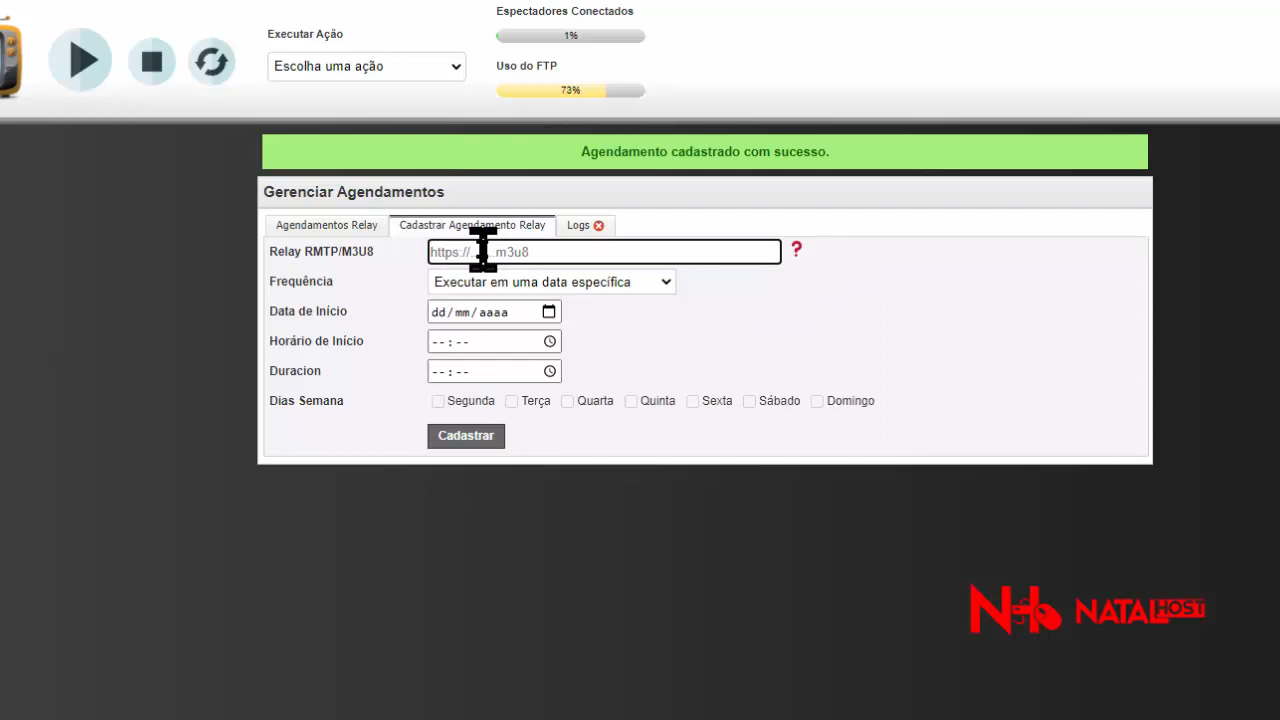 Espectadores Conectados
1%
Executar Ação
Escolha uma ação
Uso do FTP
73%
Agendamento cadastrado com sucesso.
Gerenciar Agendamentos
Agendamentos Relay
Cadastrar Agendamento Relay
Logs
Relay RMTP/M3U8
https://......m3u8
?
Frequência
Executar em uma data específica
Data de Início
dd/mm/aaaa
Horário de Início
--:--
Duracion
--:--
Dias Semana
Segunda Terça Quarta Quinta Sexta Sábado Domingo
Cadastrar
NH NATALHOST